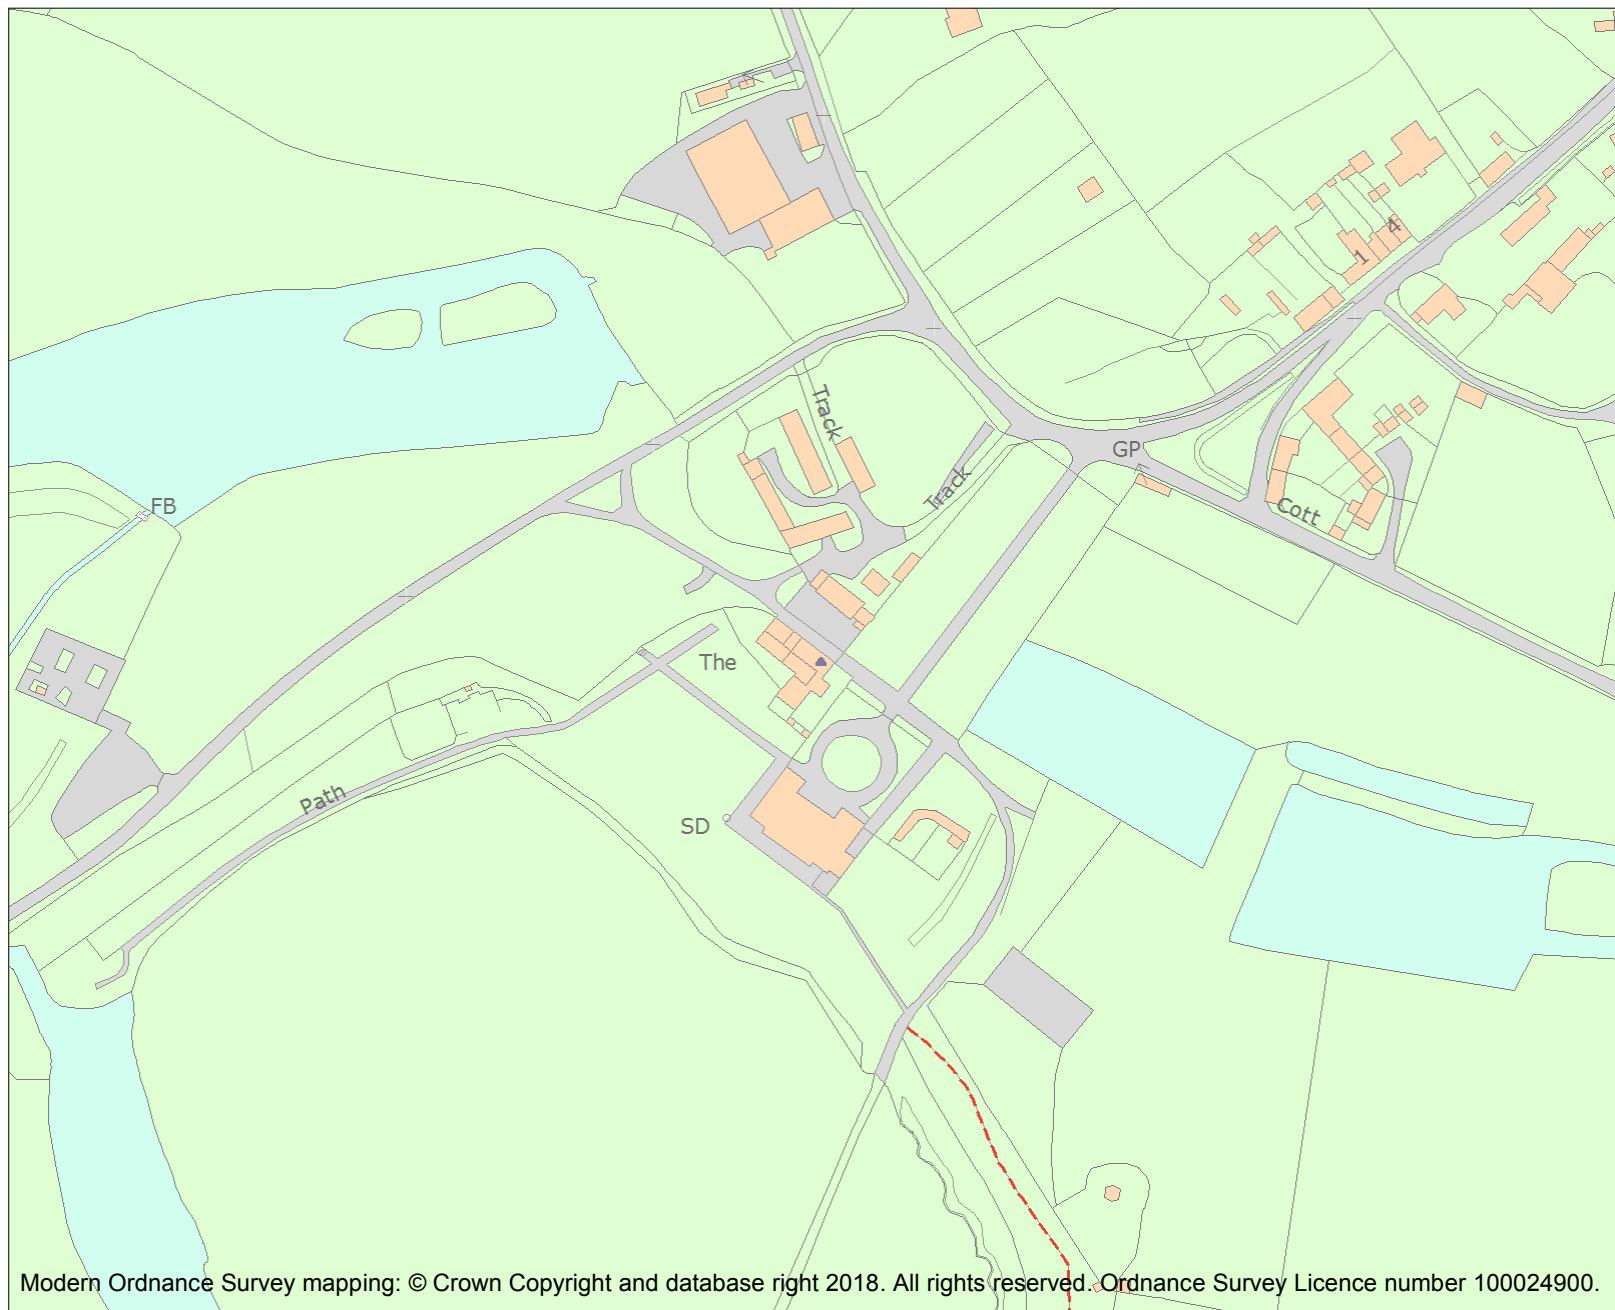 4
1
Track
GP
Track
FB
Cott
The
Path
SD
Modern Ordnance Survey mapping: © Crown Copyright and database right 2018. All rights reserved. Ordnance Survey Licence number 100024900.